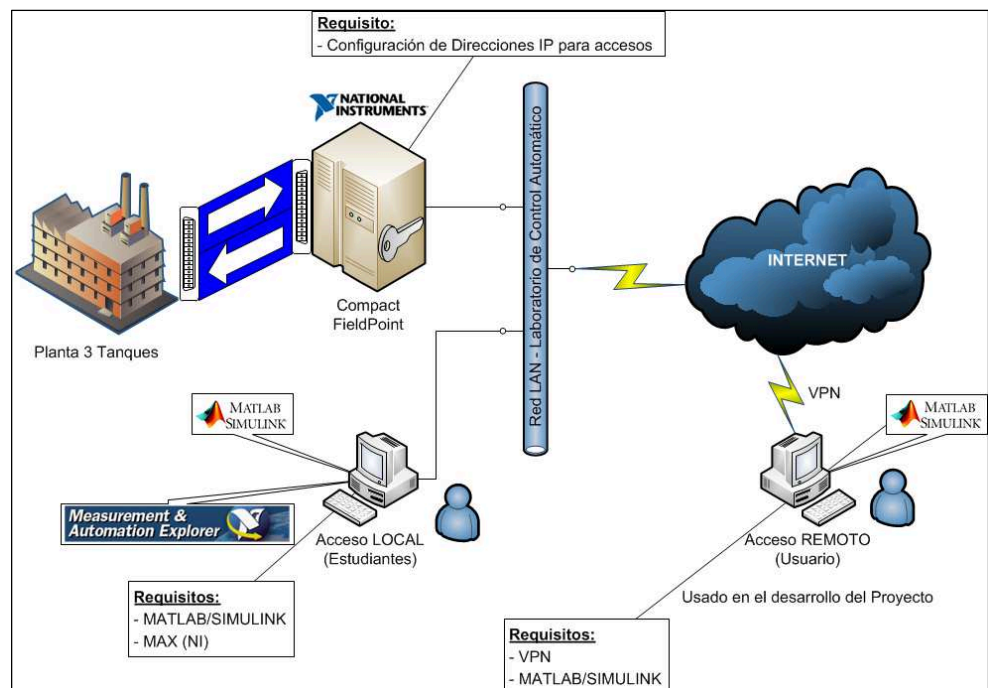 Requisito:
- Configuración de Direcciones IP para accesos
NATIONAL
INSTRUMENTS™
Compact
FieldPoint
Planta 3 Tanques
Red LAN - Laboratorio de Control Automático
INTERNET
VPN
MATLAB
SIMULINK
Measurement &
Automation Explorer
Acceso LOCAL
(Estudiantes)
Requisitos:
- MATLAB/SIMULINK
- MAX (NI)
MATLAB
SIMULINK
Acceso REMOTO
(Usuario)
Usado en el desarrollo del Proyecto
Requisitos:
- VPN
- MATLAB/SIMULINK